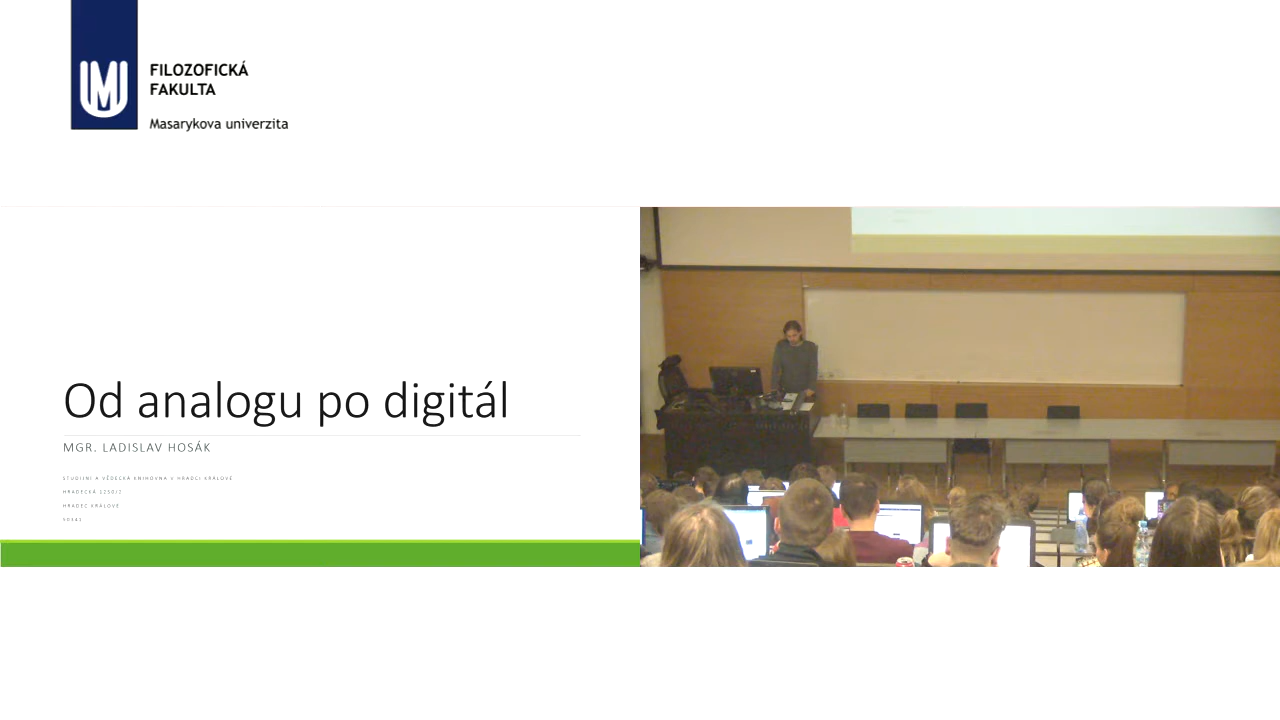 FILOZOFICKÁ
FAKULTA
Masarykova univerzita
Od analogu po digitál
MGR. LADISLAV HOSÁK
STUDIJNÍ A VĚDECKÁ KNIHOVNA V HRADCI KRÁLOVÉ
HRADECKÁ 1250/2
HRADEC KRÁLOVÉ